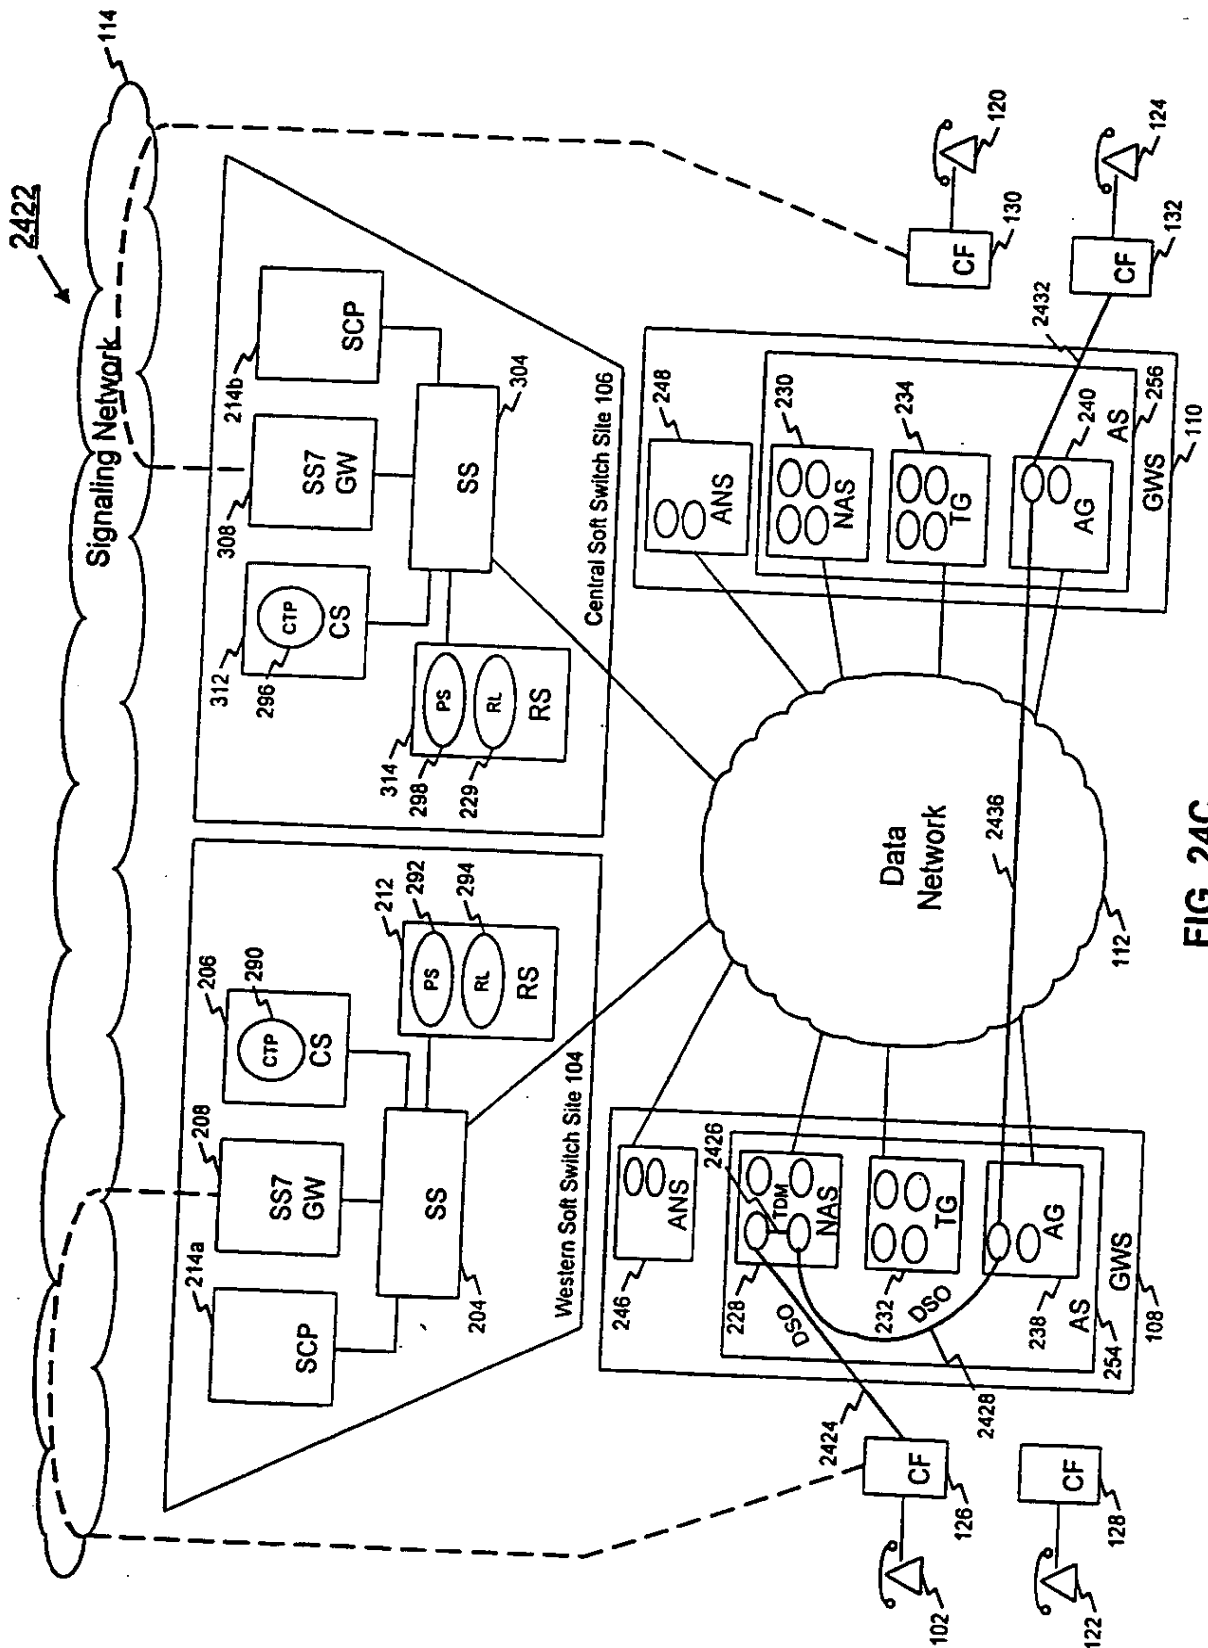 2422
114
Signaling Network
214a
SCP
208
SS7
GW
206
290
CTP
CS
SS
204
212
PS
292
RL
294
RS
Western Soft Switch Site 104
312
CTP
296
CS
308
SS7
GW
214b
SCP
SS
304
314
PS
298
RL
229
RS
Central Soft Switch Site 106
246
ANS
2426
TDM
NAS
228
DSO
TG
232
DSO
AG
238
AS
254
GWS
108
2424
2428
CF
126
102
CF
128
122
Data
Network
2436
112
ANS
248
NAS
230
TG
234
AG
240
AS
256
GWS
110
2432
CF
130
120
CF
132
124
FIG. 24C